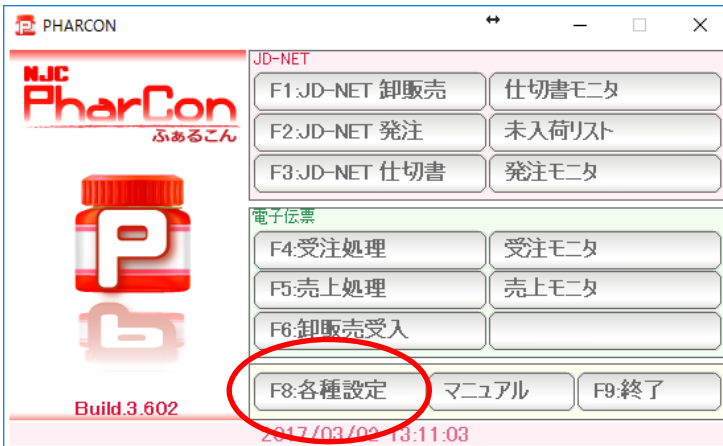 PHARCON
NJC
PharCon
ふぁるこん
Build.3.602
JD-NET
F1:JD-NET 卸販売
仕切書モニタ
F2:JD-NET 発注
未入荷リスト
F3:JD-NET 仕切書
発注モニタ
電子伝票
F4:受注処理
受注モニタ
F5:売上処理
売上モニタ
F6:卸販売受入
F8:各種設定
マニュアル
F9:終了
2017/03/02 13:11:03